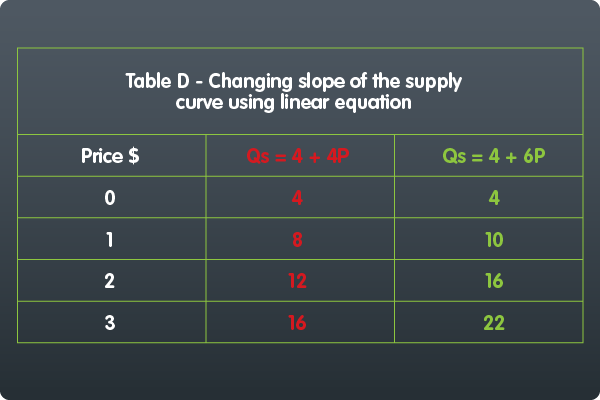 Table D - Changing slope of the supply
curve using linear equation
Price $ Qs = 4 + 4P Qs = 4 + 6P
0 4 4
1 8 10
2 12 16
3 16 22